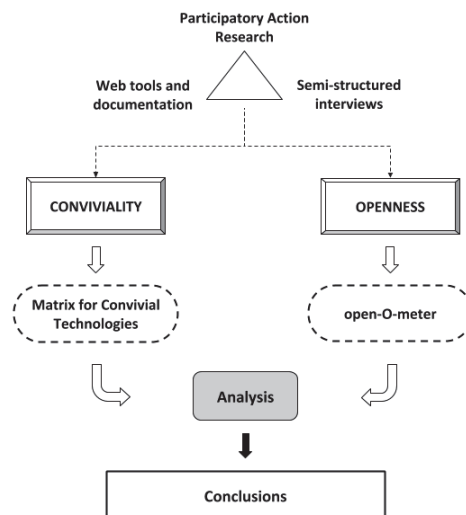 Participatory Action
Research
Web tools and
documentation
Semi-structured
interviews
CONVIVIALITY
OPENNESS
Matrix for Convivial
Technologies
open-O-meter
Analysis
Conclusions